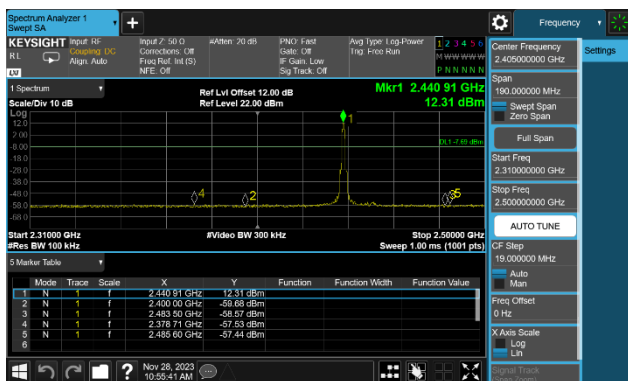 Spectrum Analyzer 1
Swept SA
Frequency
KEYSIGHT
RL
Input: RF
Coupling: DC
Align: Auto
Input Z: 50 Ω
Corrections: Off
Freq Ref: Int (S)
NFE: Off
#Atten: 20 dB
PNO: Fast
Gate: Off
IF Gain: Low
Sig Track: Off
Avg Type: Log-Power
Trig: Free Run
1 2 3 4 5 6
M W W W W W
P N N N N N
1 Spectrum
Scale/Div 10 dB
Ref Lvl Offset 12.00 dB
Ref Level 22.00 dBm
Mkr1 2.440 91 GHz
12.31 dBm
Log
12.0
2.00
-8.00
-18.0
-28.0
-38.0
-48.0
-58.0
-68.0
1
DL1 -7.69 dBm
4
2
5
Start 2.31000 GHz
#Res BW 100 kHz
#Video BW 300 kHz
Stop 2.50000 GHz
Sweep 1.00 ms (1001 pts)
5 Marker Table
Mode Trace Scale X Y Function Function Width Function Value
1 N 1 f 2.440 91 GHz 12.31 dBm
2 N 1 f 2.400 00 GHz -59.68 dBm
3 N 1 f 2.483 50 GHz -58.57 dBm
4 N 1 f 2.378 71 GHz -57.53 dBm
5 N 1 f 2.485 60 GHz -57.44 dBm
6
?
Nov 28, 2023
10:55:41 AM
Center Frequency
2.405000000 GHz
Settings
Span
190.000000 MHz
Swept Span
Zero Span
Full Span
Start Freq
2.310000000 GHz
Stop Freq
2.500000000 GHz
AUTO TUNE
CF Step
19.000000 MHz
Auto
Man
Freq Offset
0 Hz
X Axis Scale
Log
Lin
Signal Track
(Span Zoom)